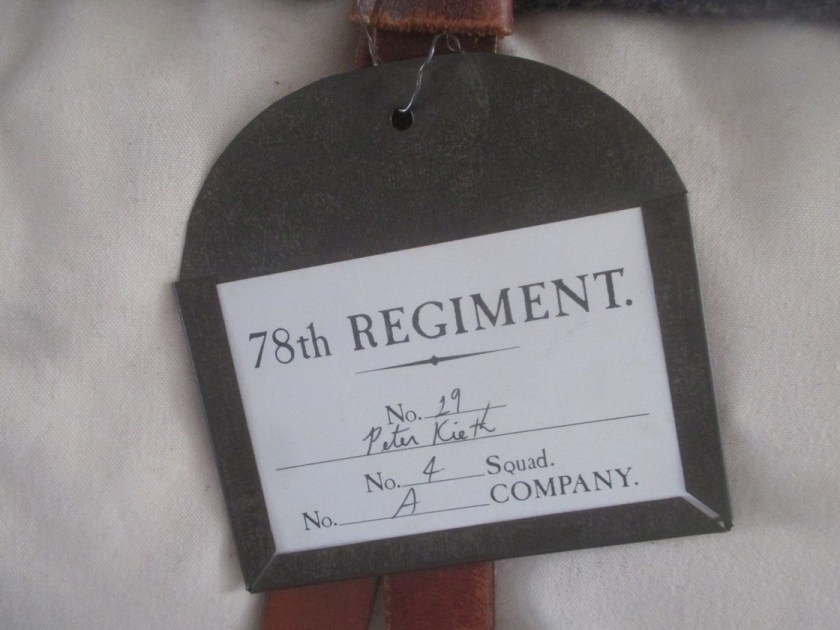 78th REGIMENT.
No. 29
Peter Kieth
No. 4 Squad.
No. A COMPANY.